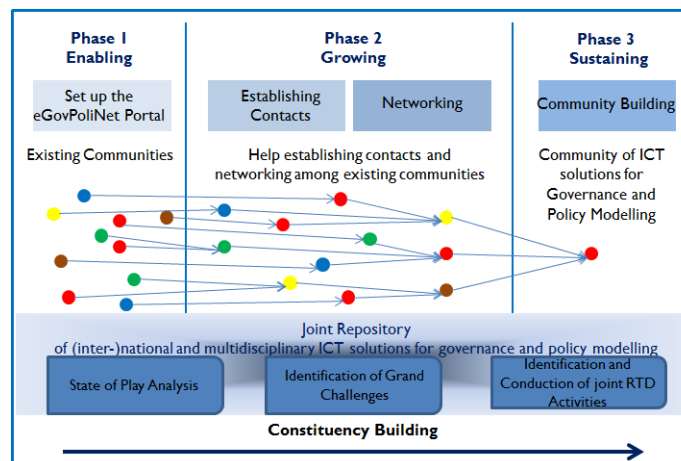 Phase 1
Enabling
Phase 2
Growing
Phase 3
Sustaining
Set up the
eGovPoliNet Portal
Establishing
Contacts
Networking
Community Building
Existing Communities
Help establishing contacts and
networking among existing communities
Community of ICT
solutions for
Governance and
Policy Modelling
Joint Repository
of (inter-)national and multidisciplinary ICT solutions for governance and policy modelling
State of Play Analysis
Identification of Grand
Challenges
Identification and
Conduction of joint RTD
Activities
Constituency Building